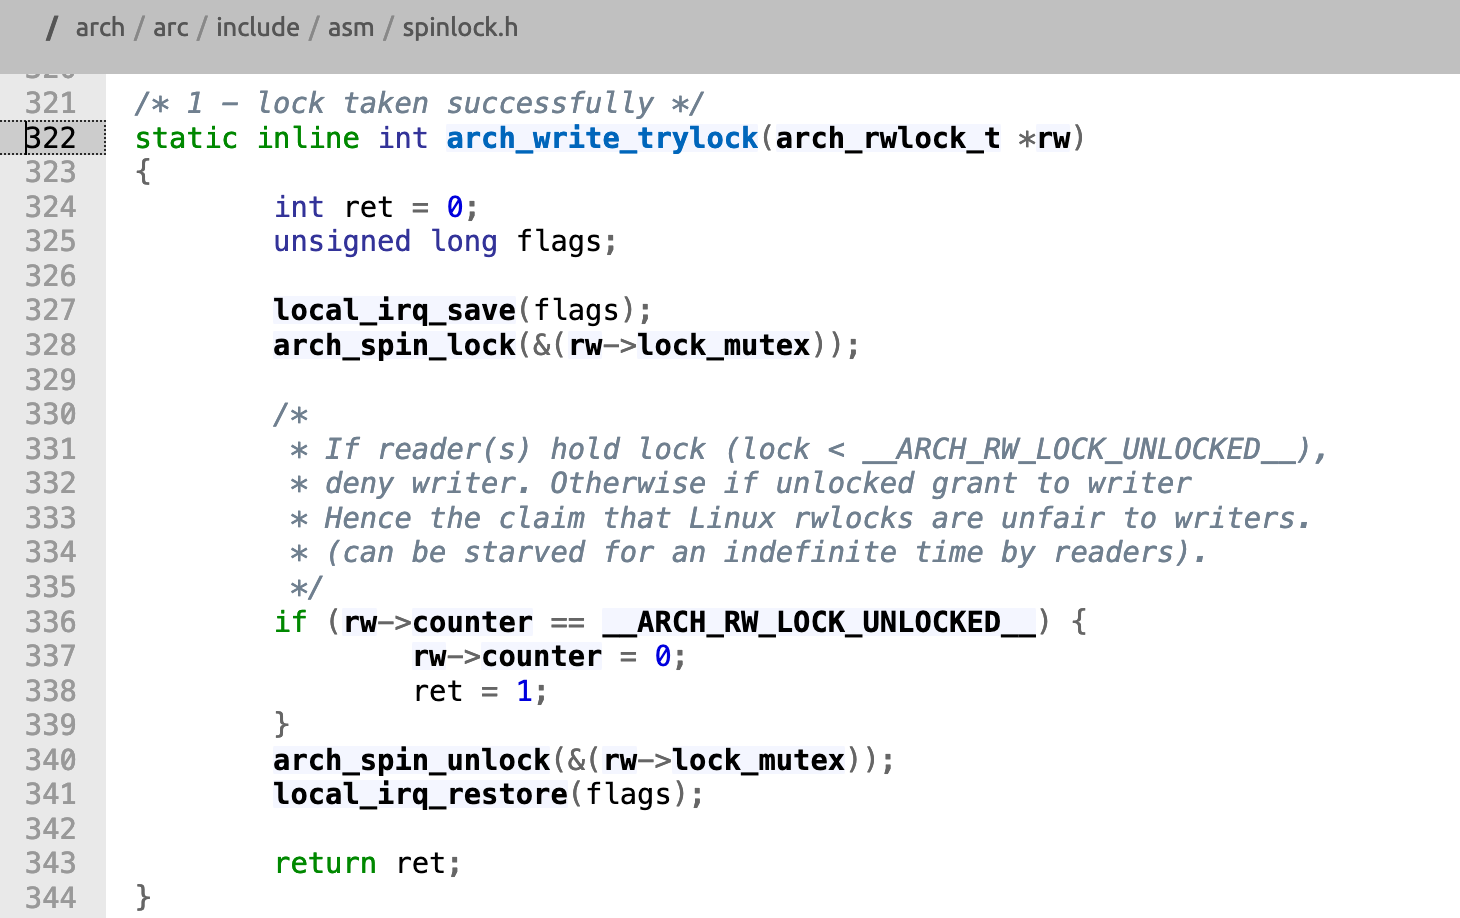 / arch / arc / include / asm / spinlock.h
320
321 /* 1 - lock taken successfully */
322 static inline int arch_write_trylock(arch_rwlock_t *rw)
323 {
324 int ret = 0;
325 unsigned long flags;
326
327 local_irq_save(flags);
328 arch_spin_lock(&(rw->lock_mutex));
329
330 /*
331 * If reader(s) hold lock (lock < __ARCH_RW_LOCK_UNLOCKED__),
332 * deny writer. Otherwise if unlocked grant to writer
333 * Hence the claim that Linux rwlocks are unfair to writers.
334 * (can be starved for an indefinite time by readers).
335 */
336 if (rw->counter == __ARCH_RW_LOCK_UNLOCKED__) {
337 rw->counter = 0;
338 ret = 1;
339 }
340 arch_spin_unlock(&(rw->lock_mutex));
341 local_irq_restore(flags);
342
343 return ret;
344 }